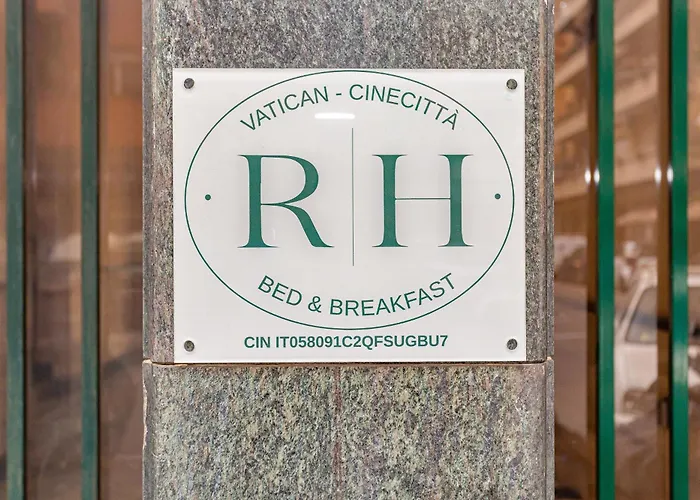 VATICAN - CINECITTÀ
R | H
BED & BREAKFAST
CIN IT058091C2QFSUGBU7